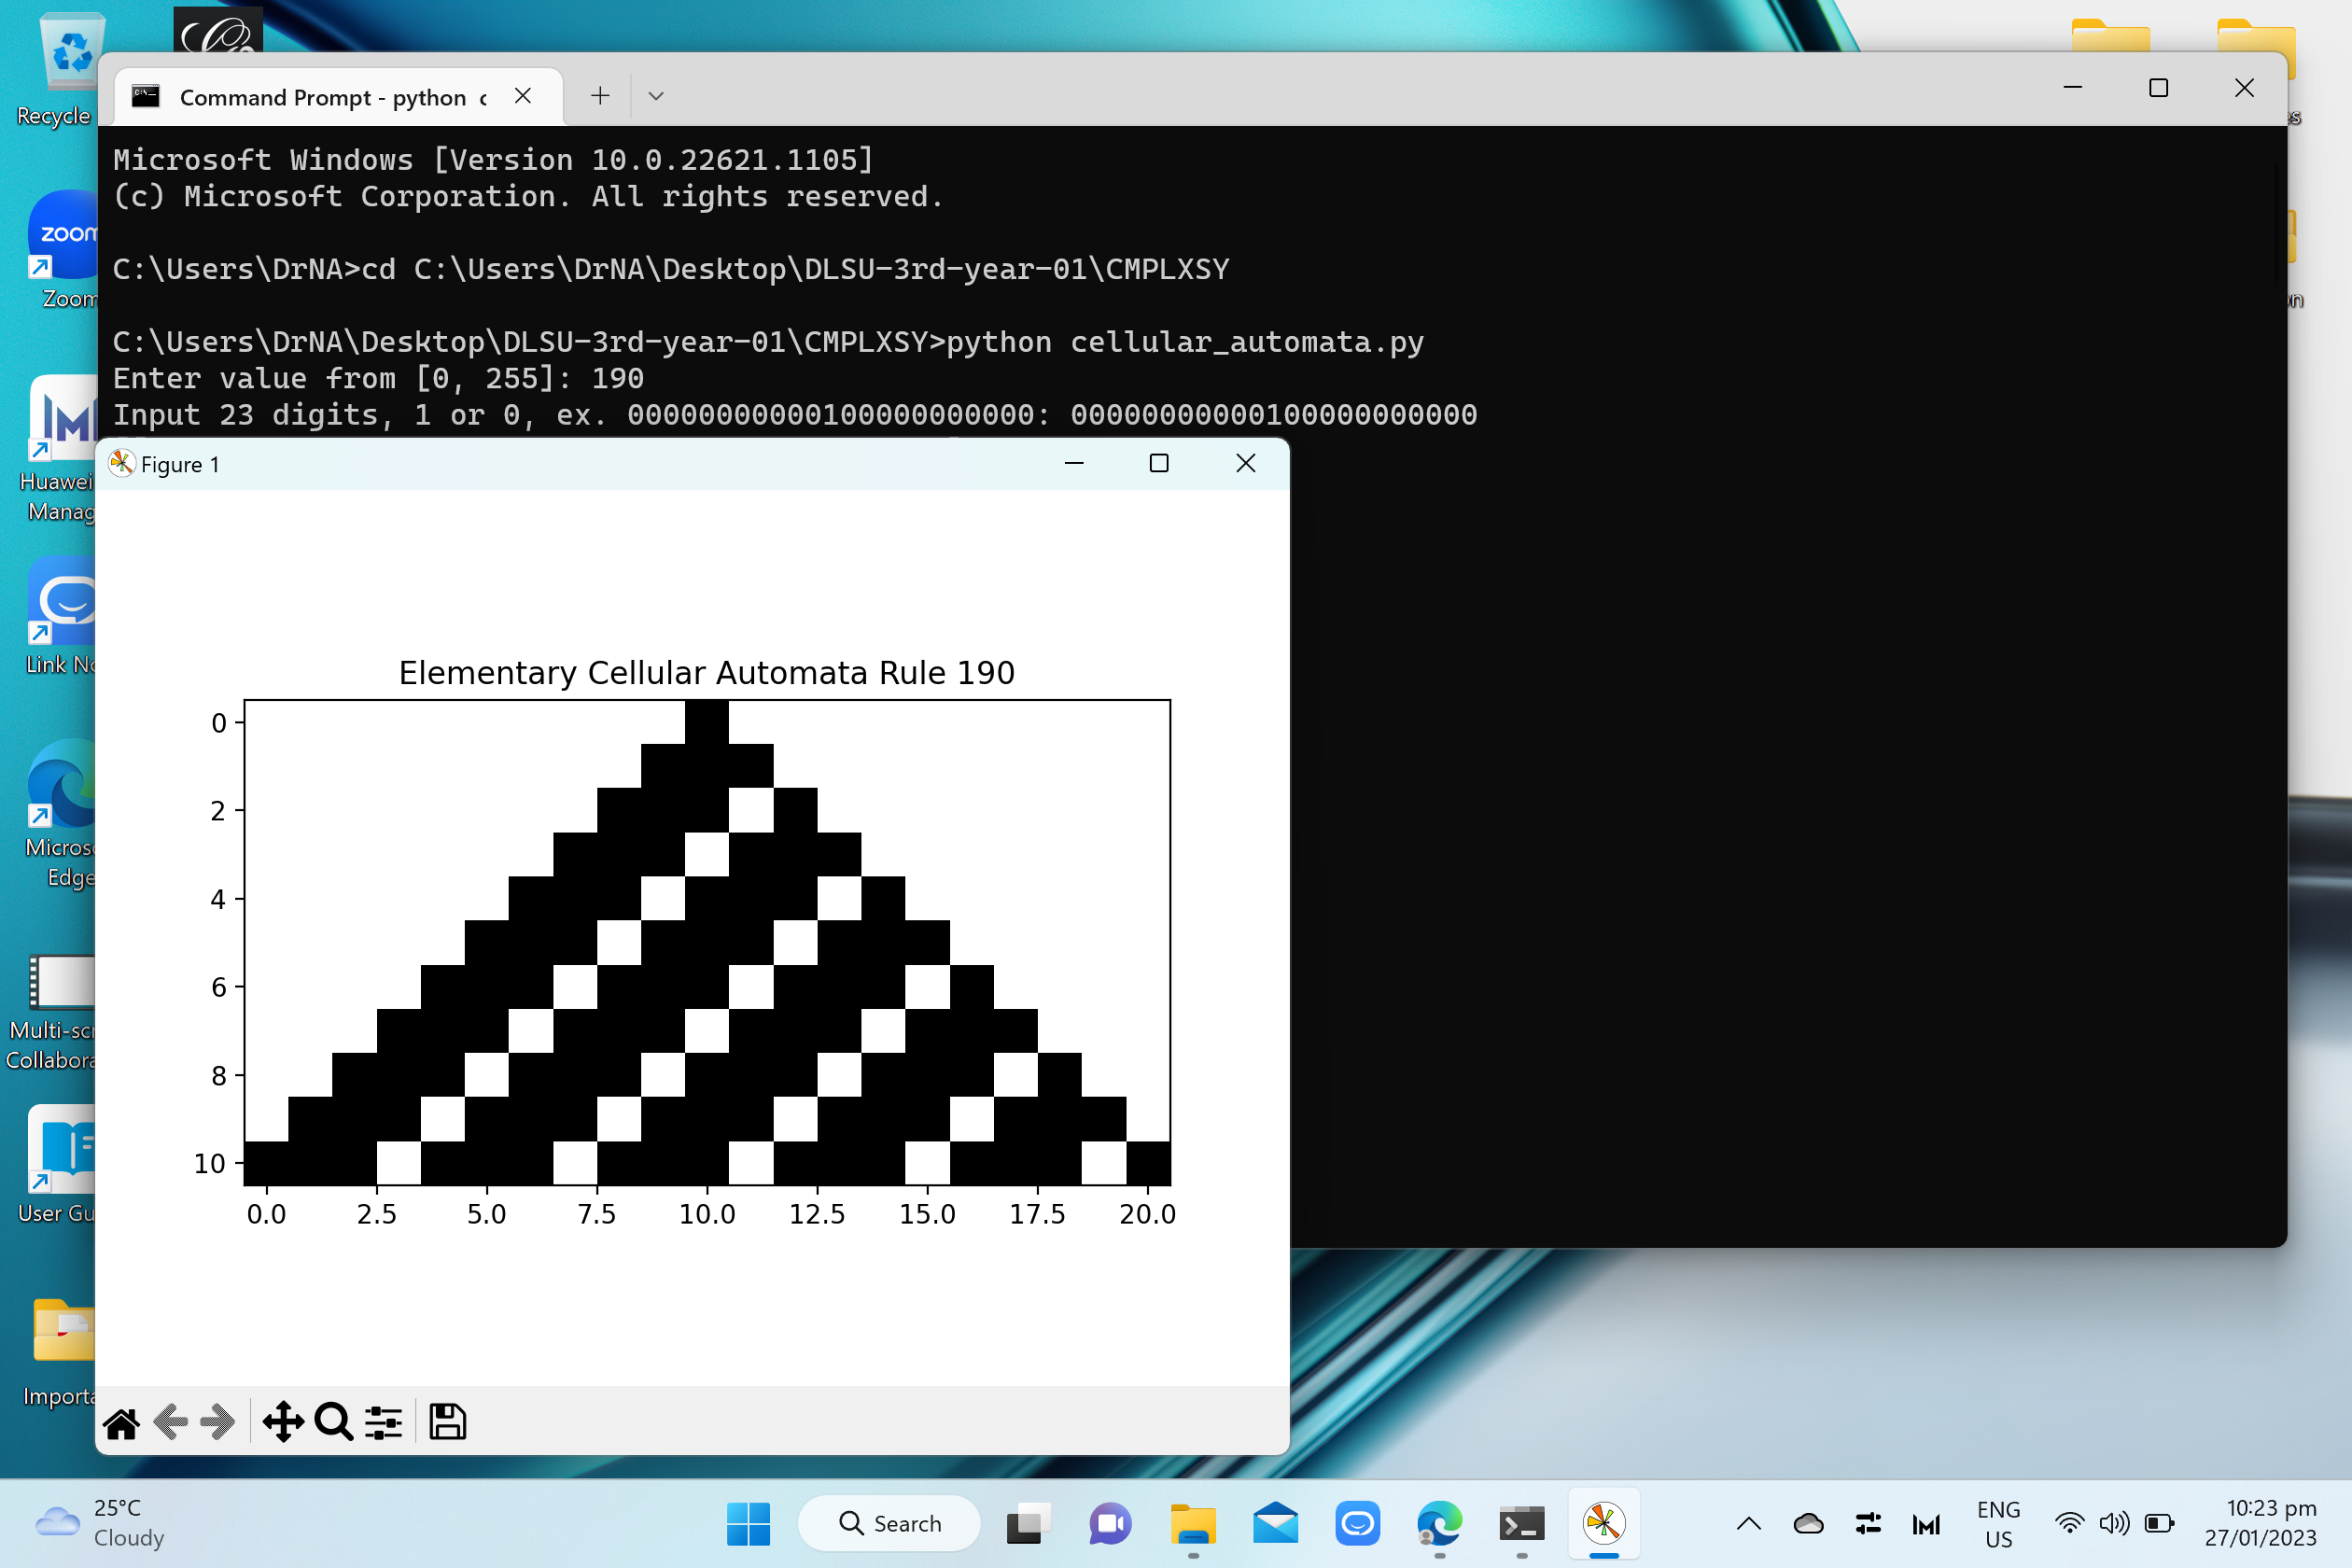 Recycle
Command Prompt - python c
Microsoft Windows [Version 10.0.22621.1105]
(c) Microsoft Corporation. All rights reserved.
C:\Users\DrNA>cd C:\Users\DrNA\Desktop\DLSU-3rd-year-01\CMPLXSY
C:\Users\DrNA\Desktop\DLSU-3rd-year-01\CMPLXSY>python cellular_automata.py
Enter value from [0, 255]: 190
Input 23 digits, 1 or 0, ex. 00000000000100000000000: 00000000000100000000000
zoom
Zoom
Huawei
Manag
Link No
Micros
Edge
Multi-scr
Collabora
User Gu
Importa
Figure 1
Elementary Cellular Automata Rule 190
0
2
4
6
8
10
0.0 2.5 5.0 7.5 10.0 12.5 15.0 17.5 20.0
25°C
Cloudy
Search
ENG
US
10:23 pm
27/01/2023